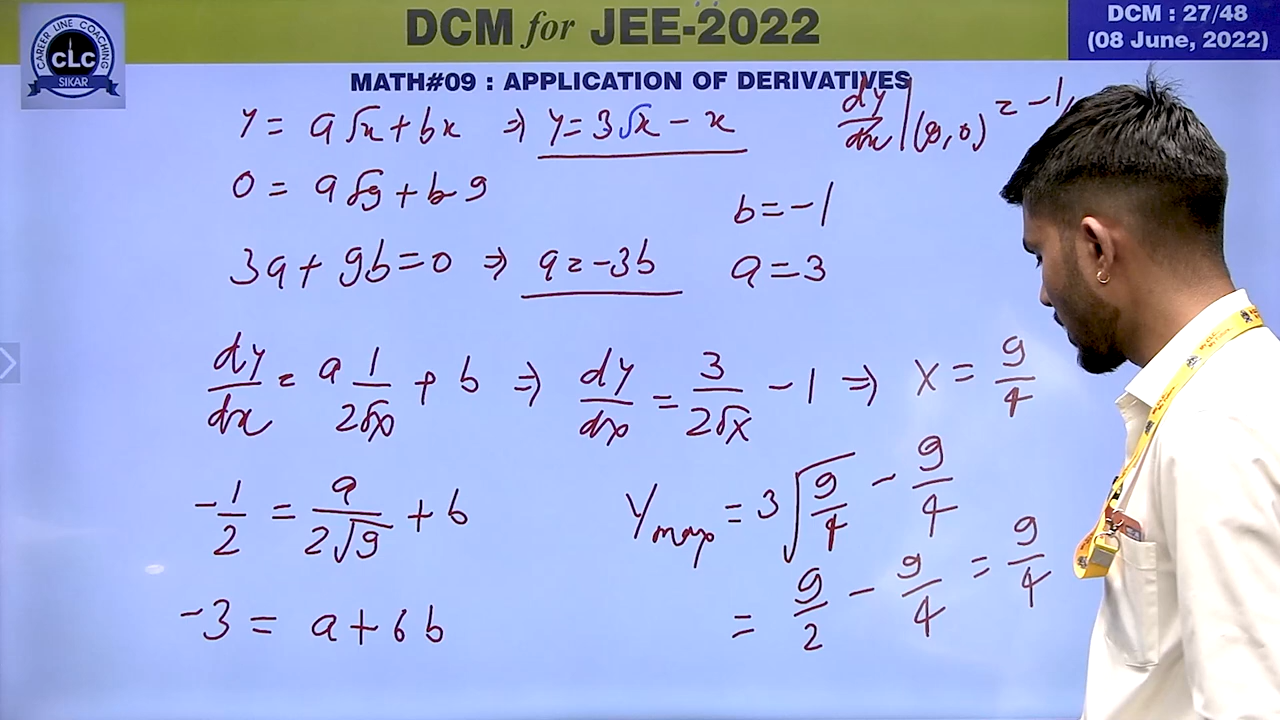 DCM for JEE-2022
DCM : 27/48
(08 June, 2022)
CAREER LINE COACHING
CLC
SIKAR
MATH#09 : APPLICATION OF DERIVATIVES
y = a√x + bx ⇒ y = 3√x − x
dy/dx |(9,0) = −1/
0 = a√9 + b 9
b = −1
3a + 9b = 0 ⇒ a = −3b
a = 3
dy/dx = a 1/2√x + b ⇒ dy/dx = 3/2√x − 1 ⇒ x = 9/4
−1/2 = a/2√9 + b
Ymax = 3√9/4 − 9/4
= 9/2 − 9/4 = 9/4
−3 = a + 6b